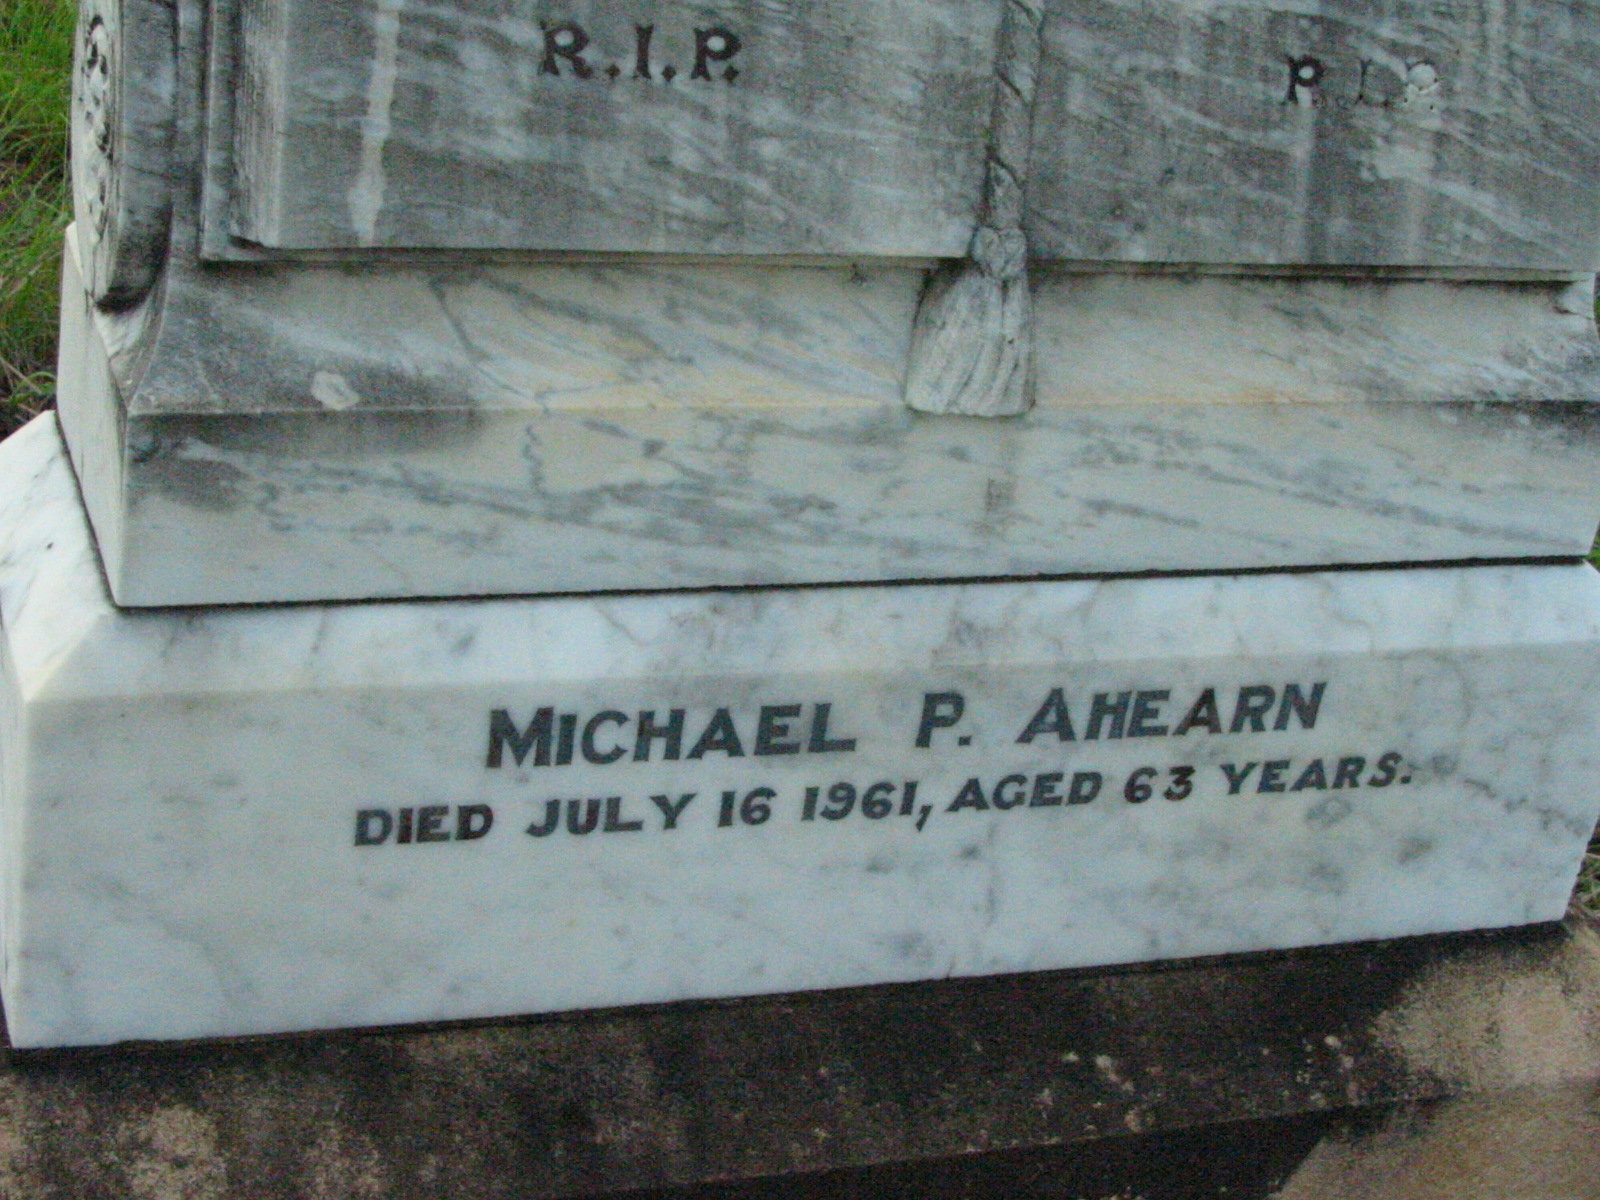 R.I.P. R.I.P.
MICHAEL P. AHEARN
DIED JULY 16 1961, AGED 63 YEARS.